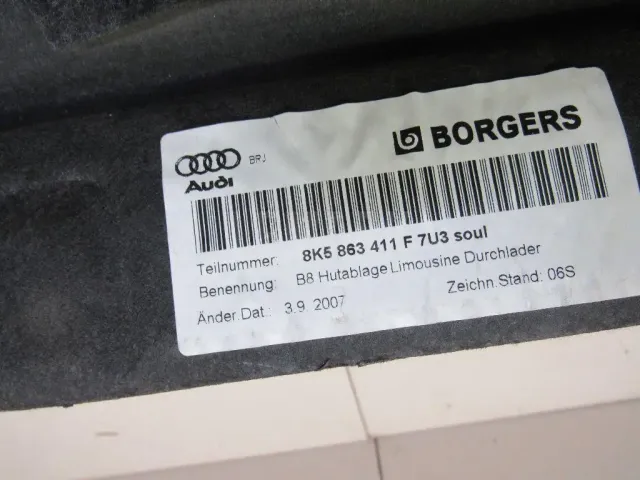 Audi BRJ BORGERS
Teilnummer: 8K5 863 411 F 7U3 soul
Benennung: B8 Hutablage Limousine Durchlader
Änder.Dat.: 3.9. 2007 Zeichn.Stand: 06S